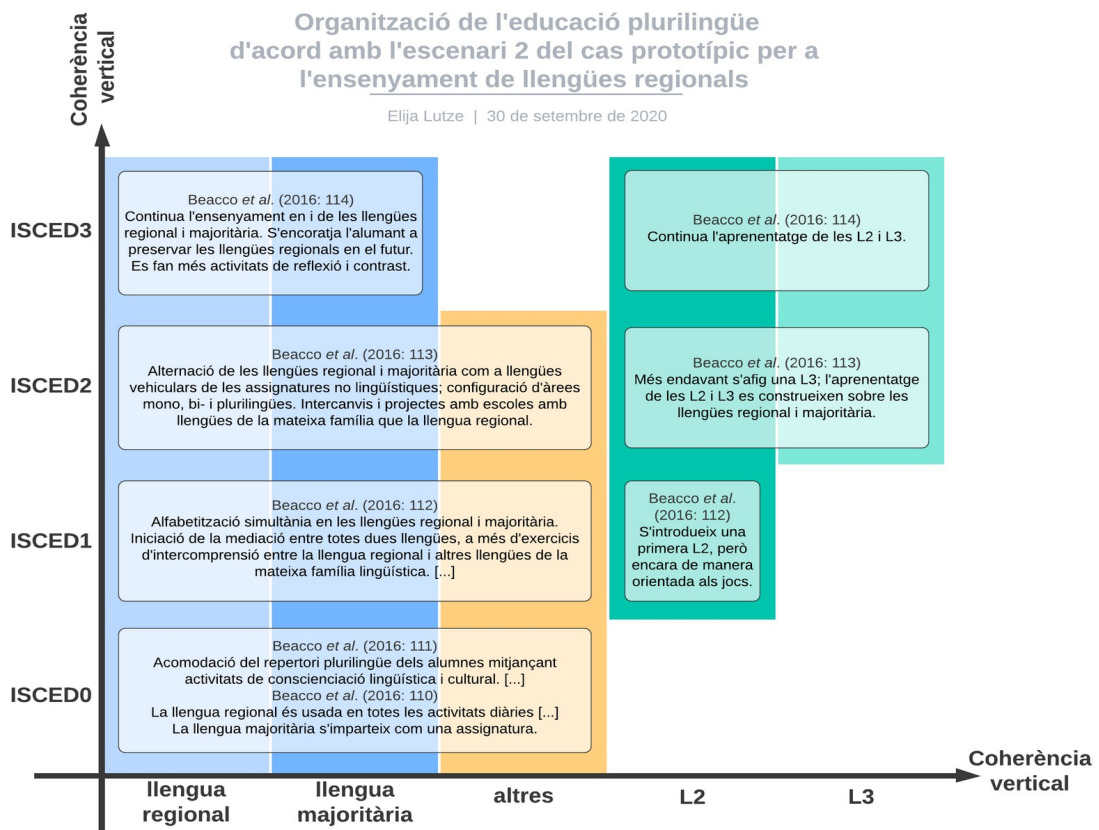 Organització de l'educació plurilingüe
d'acord amb l'escenari 2 del cas prototípic per a
l'ensenyament de llengües regionals
Elija Lutze | 30 de setembre de 2020
Coherència
vertical
ISCED3
Beacco et al. (2016: 114)
Continua l'ensenyament en i de les llengües
regional i majoritària. S'encoratja l'alumant a
preservar les llengües regionals en el futur.
Es fan més activitats de reflexió i contrast.
Beacco et al. (2016: 114)
Continua l'aprenentatge de les L2 i L3.
ISCED2
Beacco et al. (2016: 113)
Alternació de les llengües regional i majoritària com a llengües
vehiculars de les assignatures no lingüístiques; configuració d'àrees
mono, bi- i plurilingües. Intercanvis i projectes amb escoles amb
llengües de la mateixa família que la llengua regional.
Beacco et al. (2016: 113)
Més endavant s'afig una L3; l'aprenentatge
de les L2 i L3 es construeixen sobre les
llengües regional i majoritària.
ISCED1
Beacco et al. (2016: 112)
Alfabetització simultània en les llengües regional i majoritària.
Iniciació de la mediació entre totes dues llengües, a més d'exercicis
d'intercomprensió entre la llengua regional i altres llengües de la
mateixa família lingüística. [...]
Beacco et al.
(2016: 112)
S'introdueix una
primera L2, però
encara de manera
orientada als jocs.
ISCED0
Beacco et al. (2016: 111)
Acomodació del repertori plurilingüe dels alumnes mitjançant
activitats de conscienciació lingüística i cultural. [...]
Beacco et al. (2016: 110)
La llengua regional és usada en totes les activitats diàries [...]
La llengua majoritària s'imparteix com una assignatura.
Coherència
vertical
llengua
regional
llengua
majoritària
altres
L2
L3